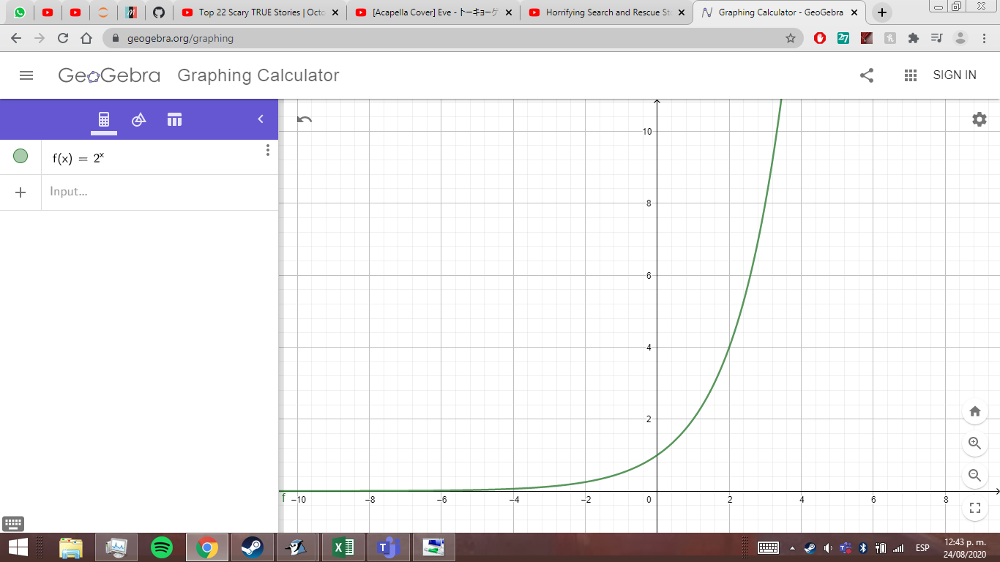 Top 22 Scary TRUE Stories | Octo
[Acapella Cover] Eve - トーキョーゲ
Horrifying Search and Rescue St
Graphing Calculator - GeoGebra
geogebra.org/graphing
27
GeoGebra
Graphing Calculator
SIGN IN
f(x) = 2ˣ
Input...
10
8
6
4
2
f
–10
–8
–6
–4
–2
0
2
4
6
8
ESP
12:43 p. m.
24/08/2020